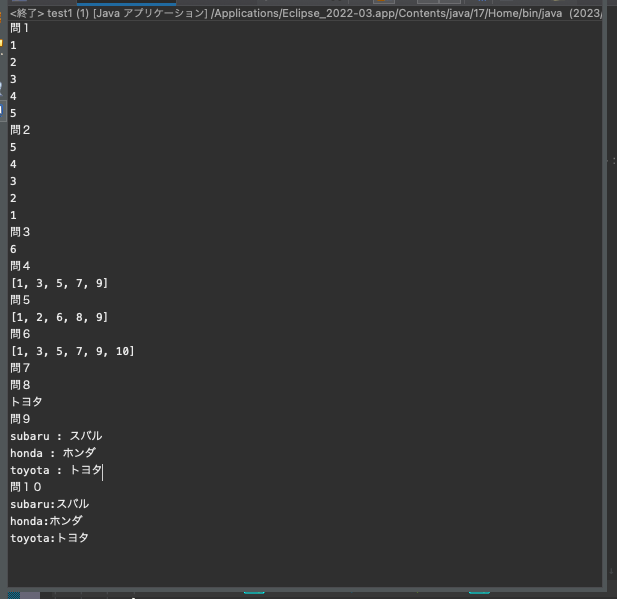 <終了> test1 (1) [Java アプリケーション] /Applications/Eclipse_2022-03.app/Contents/java/17/Home/bin/java (2023/
問１
1
2
3
4
5
問２
5
4
3
2
1
問３
6
問４
[1, 3, 5, 7, 9]
問５
[1, 2, 6, 8, 9]
問６
[1, 3, 5, 7, 9, 10]
問７
問８
トヨタ
問９
subaru : スバル
honda : ホンダ
toyota : トヨタ
問１０
subaru:スバル
honda:ホンダ
toyota:トヨタ